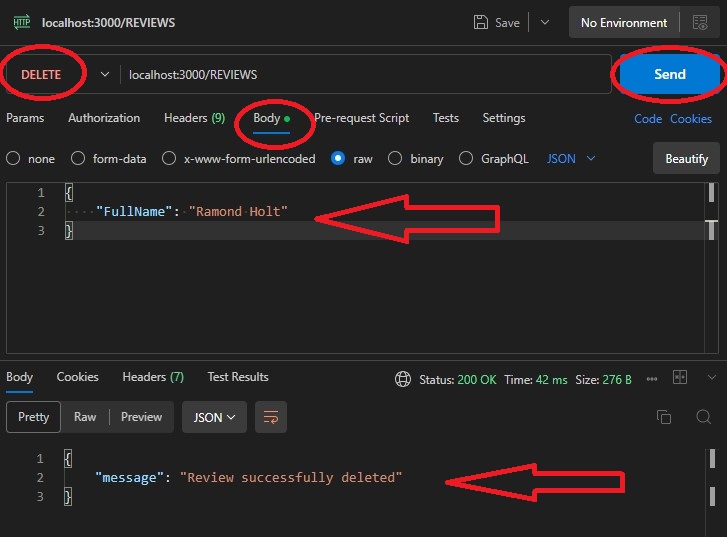 HTTP localhost:3000/REVIEWS Save No Environment
DELETE localhost:3000/REVIEWS Send
Params Authorization Headers (9) Body Pre-request Script Tests Settings Code Cookies
none form-data x-www-form-urlencoded raw binary GraphQL JSON Beautify
1 {
2 "FullName": "Ramond Holt"
3 }
Body Cookies Headers (7) Test Results Status: 200 OK Time: 42 ms Size: 276 B
Pretty Raw Preview JSON
1 {
2 "message": "Review successfully deleted"
3 }